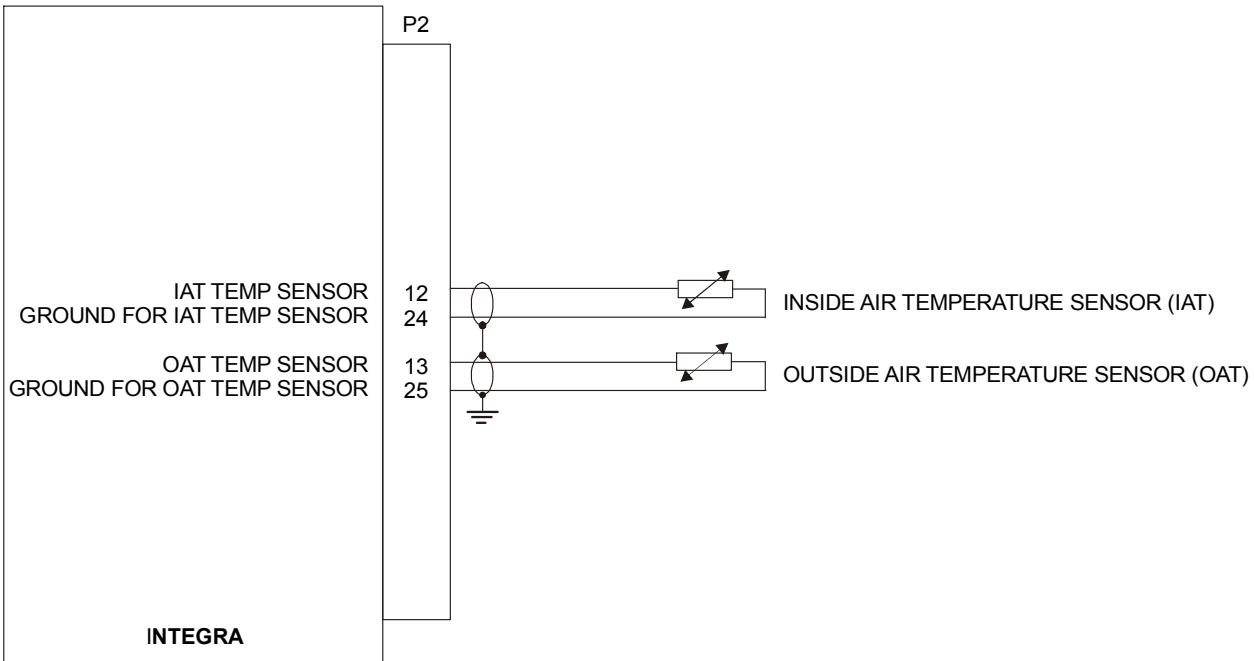 P2
IAT TEMP SENSOR 12
GROUND FOR IAT TEMP SENSOR 24
INSIDE AIR TEMPERATURE SENSOR (IAT)
OAT TEMP SENSOR 13
GROUND FOR OAT TEMP SENSOR 25
OUTSIDE AIR TEMPERATURE SENSOR (OAT)
INTEGRA